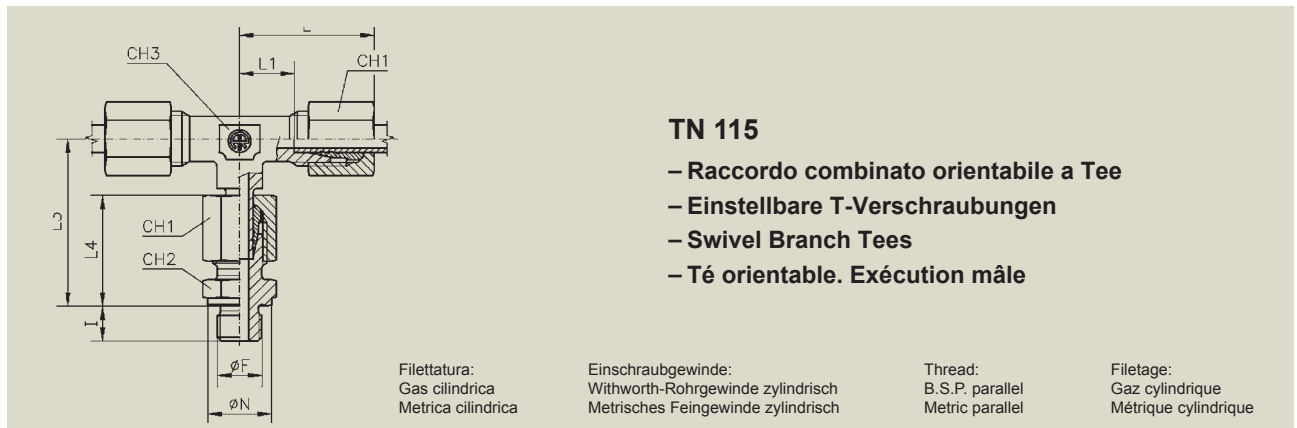 CH3
L1
CH1
L4
CH1
CH2
I
øF
øN
TN 115
– Raccordo combinato orientabile a Tee
– Einstellbare T-Verschraubungen
– Swivel Branch Tees
– Té orientable. Exécution mâle
Filettatura:
Gas cilindrica
Metrica cilindrica
Einschraubgewinde:
Withworth-Rohrgewinde zylindrisch
Metrisches Feingewinde zylindrisch
Thread:
B.S.P. parallel
Metric parallel
Filetage:
Gaz cylindrique
Métrique cylindrique